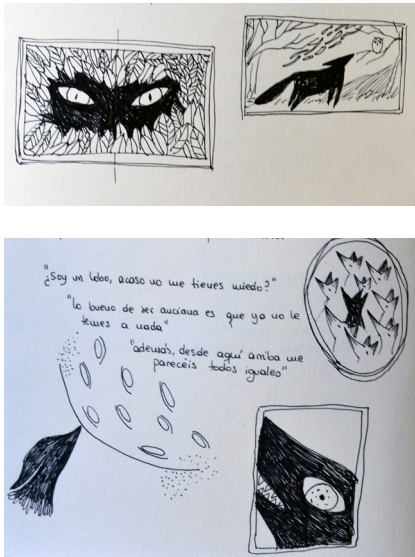 "¿Soy un lobo, acaso no me tienes miedo?"
"lo bueno de ser anciana es que ya no le
temes a nada"
"además, desde aquí arriba me
parecéis todos iguales"